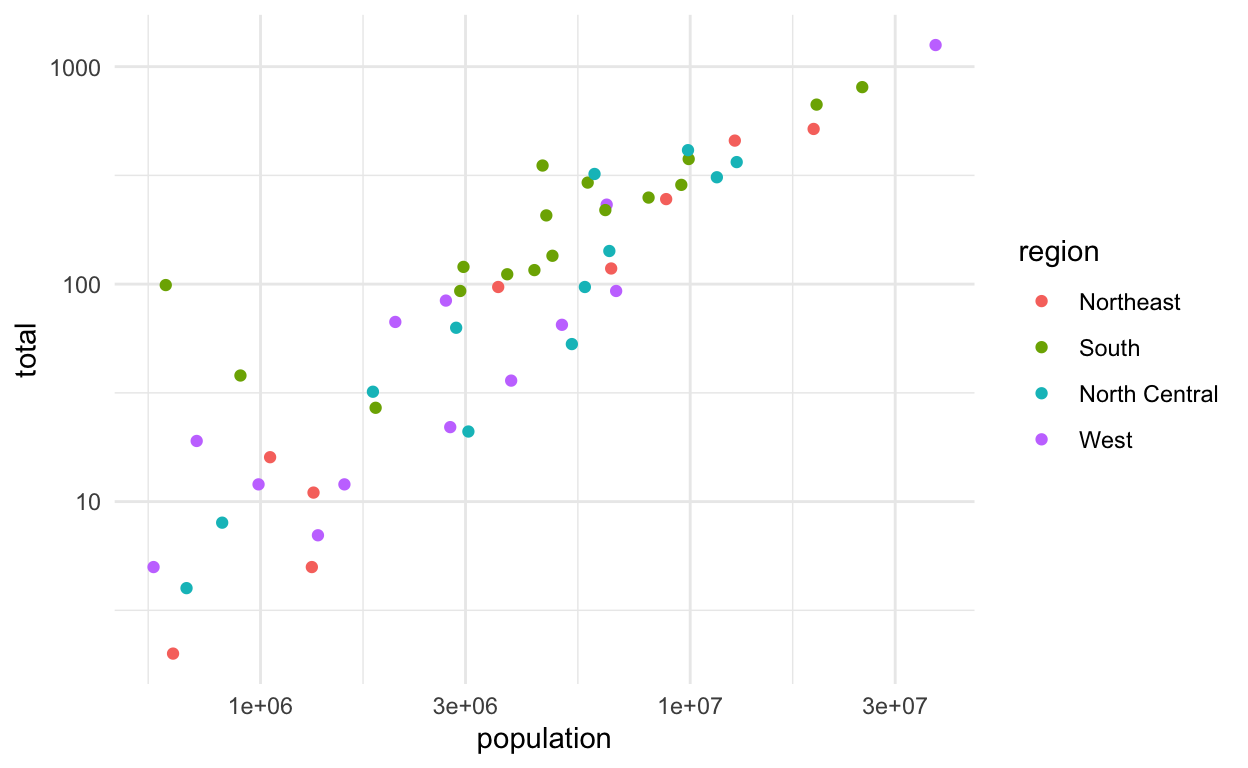 1000
100
10
total
1e+06
3e+06
1e+07
3e+07
population
region
Northeast
South
North Central
West